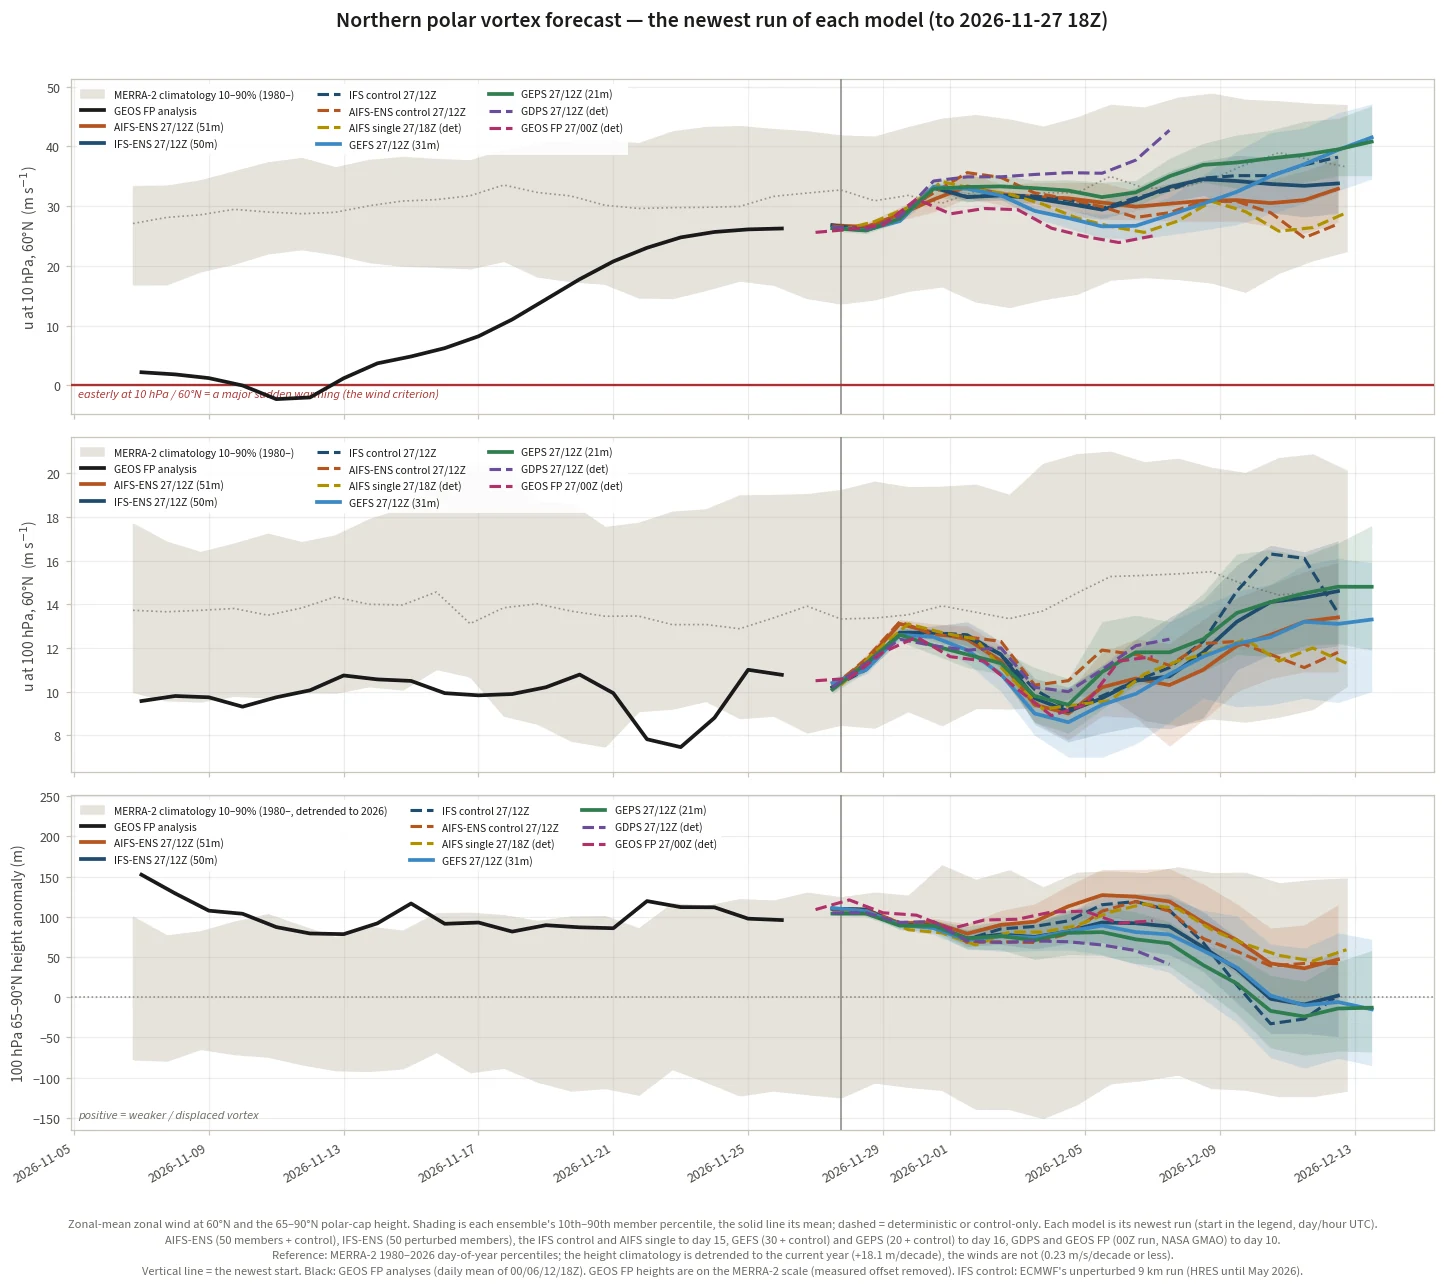 Northern polar vortex forecast — the newest run of each model (to 2026-11-27 18Z)
MERRA-2 climatology 10–90% (1980–)
GEOS FP analysis
AIFS-ENS 27/12Z (51m)
IFS-ENS 27/12Z (50m)
IFS control 27/12Z
AIFS-ENS control 27/12Z
AIFS single 27/18Z (det)
GEFS 27/12Z (31m)
GEPS 27/12Z (21m)
GDPS 27/12Z (det)
GEOS FP 27/00Z (det)
u at 10 hPa, 60°N (m s⁻¹)
50
40
30
20
10
0
easterly at 10 hPa / 60°N = a major sudden warming (the wind criterion)
MERRA-2 climatology 10–90% (1980–)
GEOS FP analysis
AIFS-ENS 27/12Z (51m)
IFS-ENS 27/12Z (50m)
IFS control 27/12Z
AIFS-ENS control 27/12Z
AIFS single 27/18Z (det)
GEFS 27/12Z (31m)
GEPS 27/12Z (21m)
GDPS 27/12Z (det)
GEOS FP 27/00Z (det)
u at 100 hPa, 60°N (m s⁻¹)
20
18
16
14
12
10
8
MERRA-2 climatology 10–90% (1980–, detrended to 2026)
GEOS FP analysis
AIFS-ENS 27/12Z (51m)
IFS-ENS 27/12Z (50m)
IFS control 27/12Z
AIFS-ENS control 27/12Z
AIFS single 27/18Z (det)
GEFS 27/12Z (31m)
GEPS 27/12Z (21m)
GDPS 27/12Z (det)
GEOS FP 27/00Z (det)
100 hPa 65–90°N height anomaly (m)
250
200
150
100
50
0
−50
−100
−150
positive = weaker / displaced vortex
2026-11-05
2026-11-09
2026-11-13
2026-11-17
2026-11-21
2026-11-25
2026-11-29
2026-12-01
2026-12-05
2026-12-09
2026-12-13
Zonal-mean zonal wind at 60°N and the 65–90°N polar-cap height. Shading is each ensemble's 10th–90th member percentile, the solid line its mean; dashed = deterministic or control-only. Each model is its newest run (start in the legend, day/hour UTC).
AIFS-ENS (50 members + control), IFS-ENS (50 perturbed members), the IFS control and AIFS single to day 15, GEFS (30 + control) and GEPS (20 + control) to day 16, GDPS and GEOS FP (00Z run, NASA GMAO) to day 10.
Reference: MERRA-2 1980–2026 day-of-year percentiles; the height climatology is detrended to the current year (+18.1 m/decade), the winds are not (0.23 m/s/decade or less).
Vertical line = the newest start. Black: GEOS FP analyses (daily mean of 00/06/12/18Z). GEOS FP heights are on the MERRA-2 scale (measured offset removed). IFS control: ECMWF's unperturbed 9 km run (HRES until May 2026).